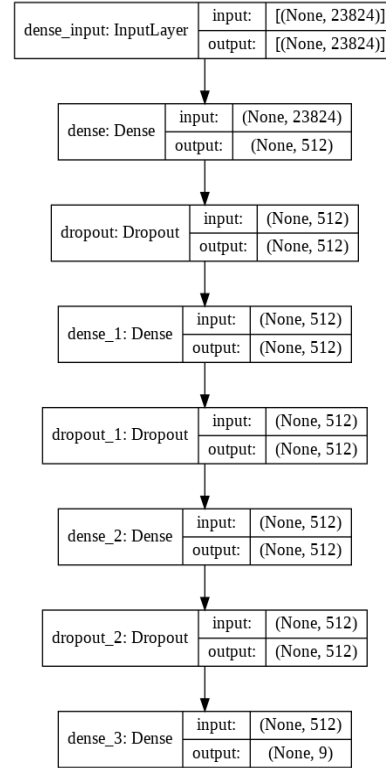 dense_input: InputLayer input: [(None, 23824)]
output: [(None, 23824)]
dense: Dense input: (None, 23824)
output: (None, 512)
dropout: Dropout input: (None, 512)
output: (None, 512)
dense_1: Dense input: (None, 512)
output: (None, 512)
dropout_1: Dropout input: (None, 512)
output: (None, 512)
dense_2: Dense input: (None, 512)
output: (None, 512)
dropout_2: Dropout input: (None, 512)
output: (None, 512)
dense_3: Dense input: (None, 512)
output: (None, 9)